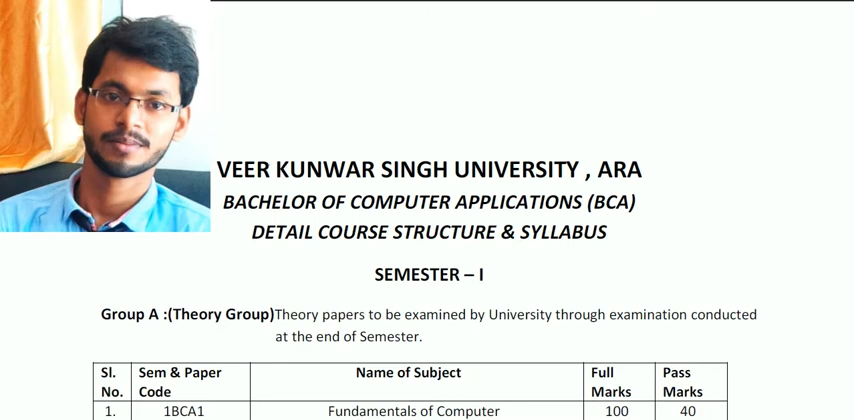 VEER KUNWAR SINGH UNIVERSITY , ARA
BACHELOR OF COMPUTER APPLICATIONS (BCA)
DETAIL COURSE STRUCTURE & SYLLABUS
SEMESTER – I
Group A :(Theory Group)Theory papers to be examined by University through examination conducted
at the end of Semester.
Sl. No. Sem & Paper Code Name of Subject Full Marks Pass Marks
1. 1BCA1 Fundamentals of Computer 100 40